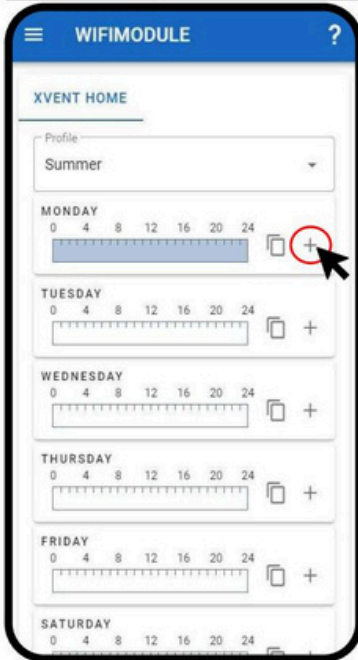 WIFIMODULE ?
XVENT HOME
Profile
Summer
MONDAY
0 4 8 12 16 20 24
TUESDAY
0 4 8 12 16 20 24
WEDNESDAY
0 4 8 12 16 20 24
THURSDAY
0 4 8 12 16 20 24
FRIDAY
0 4 8 12 16 20 24
SATURDAY
0 4 8 12 16 20 24